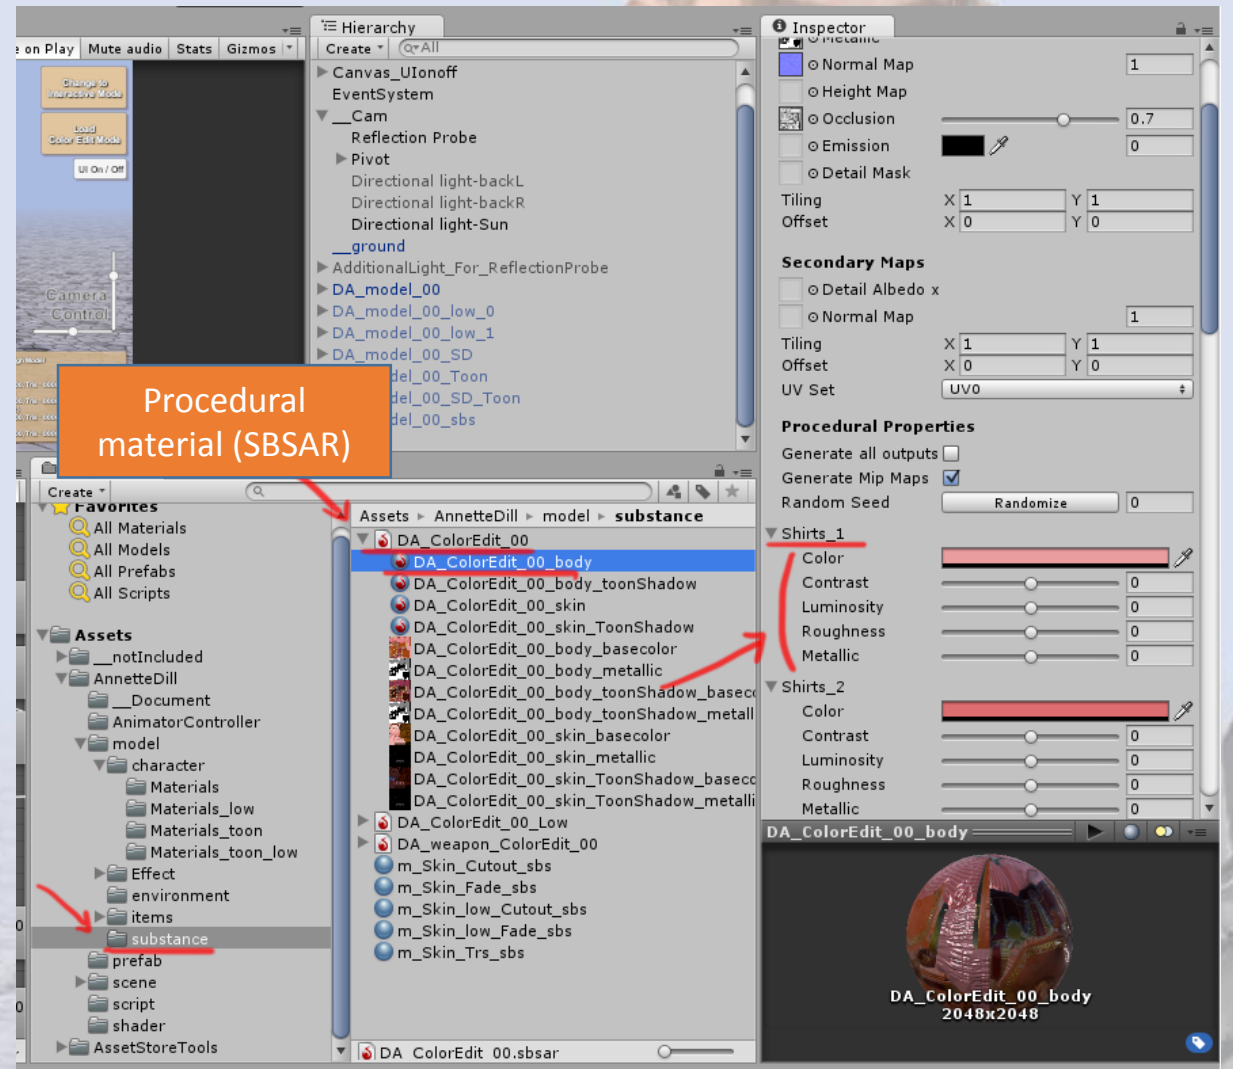 e on Play Mute audio Stats Gizmos
Change to
Interactive Mode
Load
Color Edit Mode
UI On / Off
Camera
Control
Hierarchy
Create All
Canvas_UIonoff
EventSystem
__Cam
Reflection Probe
Pivot
Directional light-backL
Directional light-backR
Directional light-Sun
__ground
AdditionalLight_For_ReflectionProbe
DA_model_00
DA_model_00_low_0
DA_model_00_low_1
DA_model_00_SD
del_00_Toon
del_00_SD_Toon
del_00_sbs
Procedural
material (SBSAR)
Create
Favorites
All Materials
All Models
All Prefabs
All Scripts
Assets
__notIncluded
AnnetteDill
__Document
AnimatorController
model
character
Materials
Materials_low
Materials_toon
Materials_toon_low
Effect
environment
items
substance
prefab
scene
script
shader
AssetStoreTools
Assets AnnetteDill model substance
DA_ColorEdit_00
DA_ColorEdit_00_body
DA_ColorEdit_00_body_toonShadow
DA_ColorEdit_00_skin
DA_ColorEdit_00_skin_ToonShadow
DA_ColorEdit_00_body_basecolor
DA_ColorEdit_00_body_metallic
DA_ColorEdit_00_body_toonShadow_baseco
DA_ColorEdit_00_body_toonShadow_metall
DA_ColorEdit_00_skin_basecolor
DA_ColorEdit_00_skin_metallic
DA_ColorEdit_00_skin_ToonShadow_baseco
DA_ColorEdit_00_skin_ToonShadow_metalli
DA_ColorEdit_00_Low
DA_weapon_ColorEdit_00
m_Skin_Cutout_sbs
m_Skin_Fade_sbs
m_Skin_low_Cutout_sbs
m_Skin_low_Fade_sbs
m_Skin_Trs_sbs
DA_ColorEdit_00.sbsar
Inspector
Metallic
Normal Map 1
Height Map
Occlusion 0.7
Emission 0
Detail Mask
Tiling X 1 Y 1
Offset X 0 Y 0
Secondary Maps
Detail Albedo x
Normal Map 1
Tiling X 1 Y 1
Offset X 0 Y 0
UV Set UV0
Procedural Properties
Generate all outputs
Generate Mip Maps
Random Seed Randomize 0
Shirts_1
Color
Contrast 0
Luminosity 0
Roughness 0
Metallic 0
Shirts_2
Color
Contrast 0
Luminosity 0
Roughness 0
Metallic 0
DA_ColorEdit_00_body
DA_ColorEdit_00_body
2048x2048